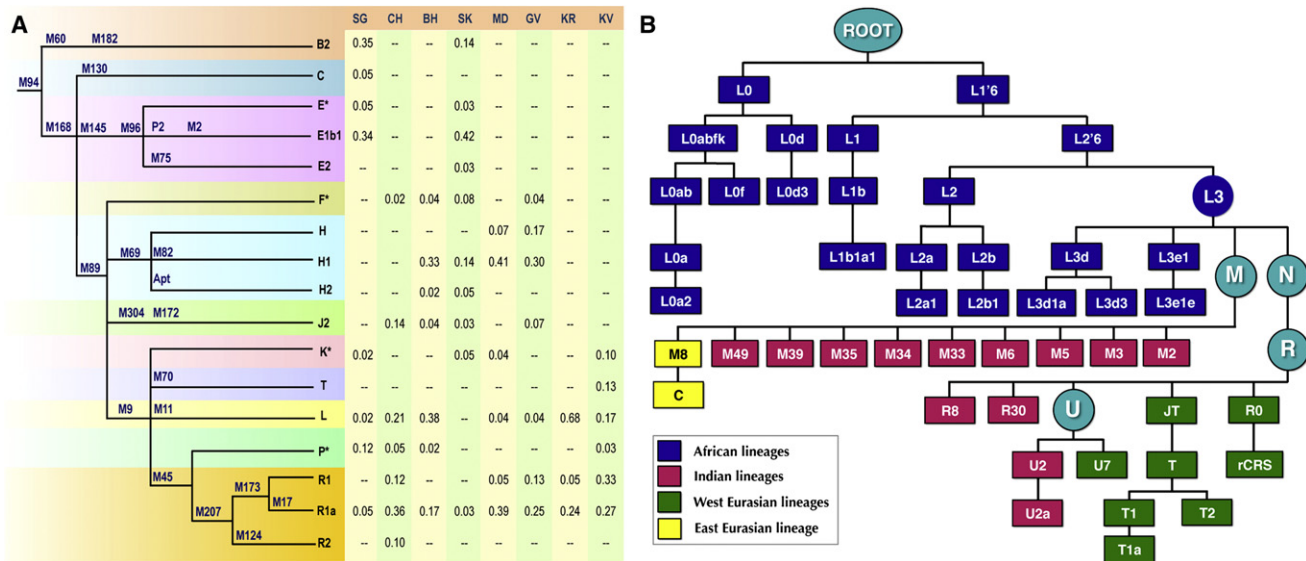 A
SG CH BH SK MD GV KR KV
M60 M182 B2 0.35 -- -- 0.14 -- -- -- --
M130 C 0.05 -- -- -- -- -- -- --
M94
E* 0.05 -- -- 0.03 -- -- -- --
M168 M145 M96 P2 M2 E1b1 0.34 -- -- 0.42 -- -- -- --
M75 E2 -- -- -- 0.03 -- -- -- --
F* -- 0.02 0.04 0.08 -- 0.04 -- --
H -- -- -- -- 0.07 0.17 -- --
M89 M69 M82 H1 -- -- 0.33 0.14 0.41 0.30 -- --
Apt H2 -- -- 0.02 0.05 -- -- -- --
M304 M172 J2 -- 0.14 0.04 0.03 -- 0.07 -- --
K* 0.02 -- -- 0.05 0.04 -- -- 0.10
M70 T -- -- -- -- -- -- -- 0.13
M9 M11 L 0.02 0.21 0.38 -- 0.04 0.04 0.68 0.17
P* 0.12 0.05 0.02 -- -- -- -- 0.03
M45 M173 R1 -- 0.12 -- -- 0.05 0.13 0.05 0.33
M207 M17 R1a 0.05 0.36 0.17 0.03 0.39 0.25 0.24 0.27
M124 R2 -- 0.10 -- -- -- -- -- --
B
ROOT
L0 L1'6
L0abfk L0d L1 L2'6
L0ab L0f L0d3 L1b L2 L3
L0a L1b1a1 L2a L2b L3d L3e1 M N
L0a2 L2a1 L2b1 L3d1a L3d3 L3e1e
M8 M49 M39 M35 M34 M33 M6 M5 M3 M2 R
C
R8 R30 U JT R0
U2 U7 T rCRS
U2a T1 T2
T1a
African lineages
Indian lineages
West Eurasian lineages
East Eurasian lineage